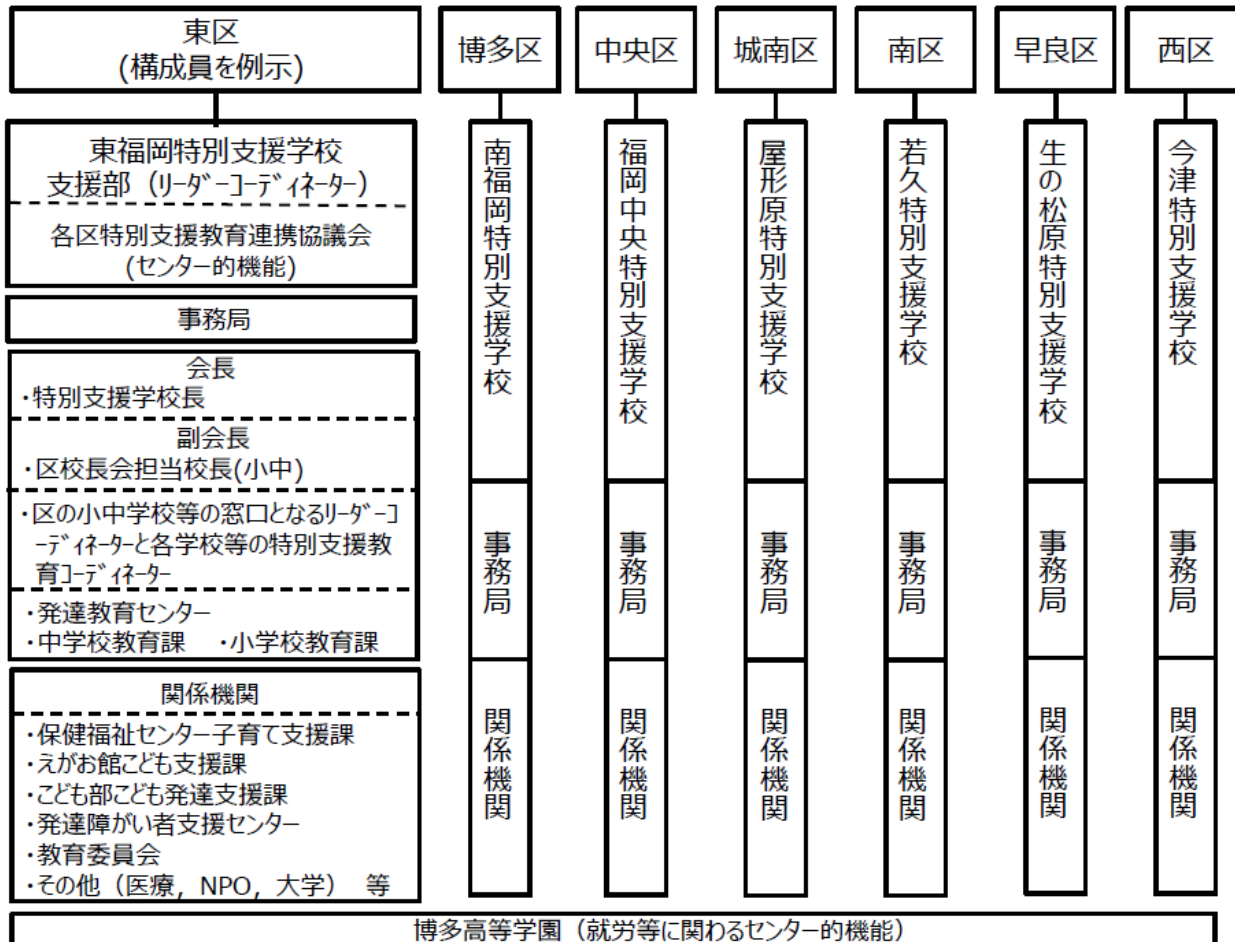 東区
(構成員を例示)
博多区
中央区
城南区
南区
早良区
西区
東福岡特別支援学校
支援部（ﾘｰﾀﾞｰｺｰﾃﾞｨﾈｰﾀｰ）
各区特別支援教育連携協議会
(センター的機能)
事務局
会長
・特別支援学校長
副会長
・区校長会担当校長(小中)
・区の小中学校等の窓口となるﾘｰﾀﾞｰｺ
ｰﾃﾞｨﾈｰﾀｰと各学校等の特別支援教
育ｺｰﾃﾞｨﾈｰﾀｰ
・発達教育センター
・中学校教育課　・小学校教育課
関係機関
・保健福祉センター子育て支援課
・えがお館こども支援課
・こども部こども発達支援課
・発達障がい者支援センター
・教育委員会
・その他（医療，NPO，大学）　等
南福岡特別支援学校
事務局
関係機関
福岡中央特別支援学校
事務局
関係機関
屋形原特別支援学校
事務局
関係機関
若久特別支援学校
事務局
関係機関
生の松原特別支援学校
事務局
関係機関
今津特別支援学校
事務局
関係機関
博多高等学園（就労等に関わるセンター的機能）